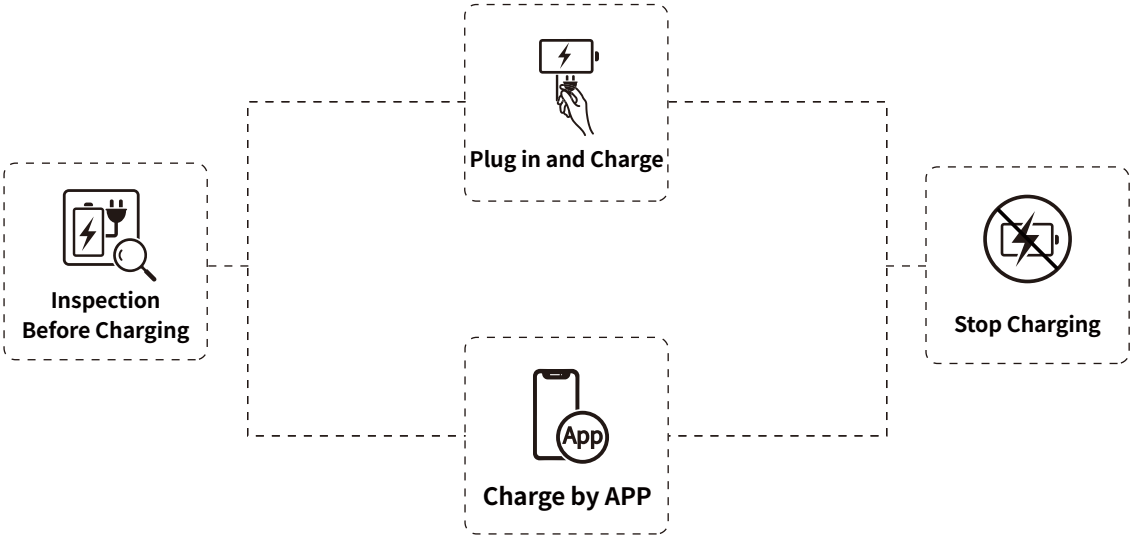 Plug in and Charge
Inspection
Before Charging
Stop Charging
App
Charge by APP